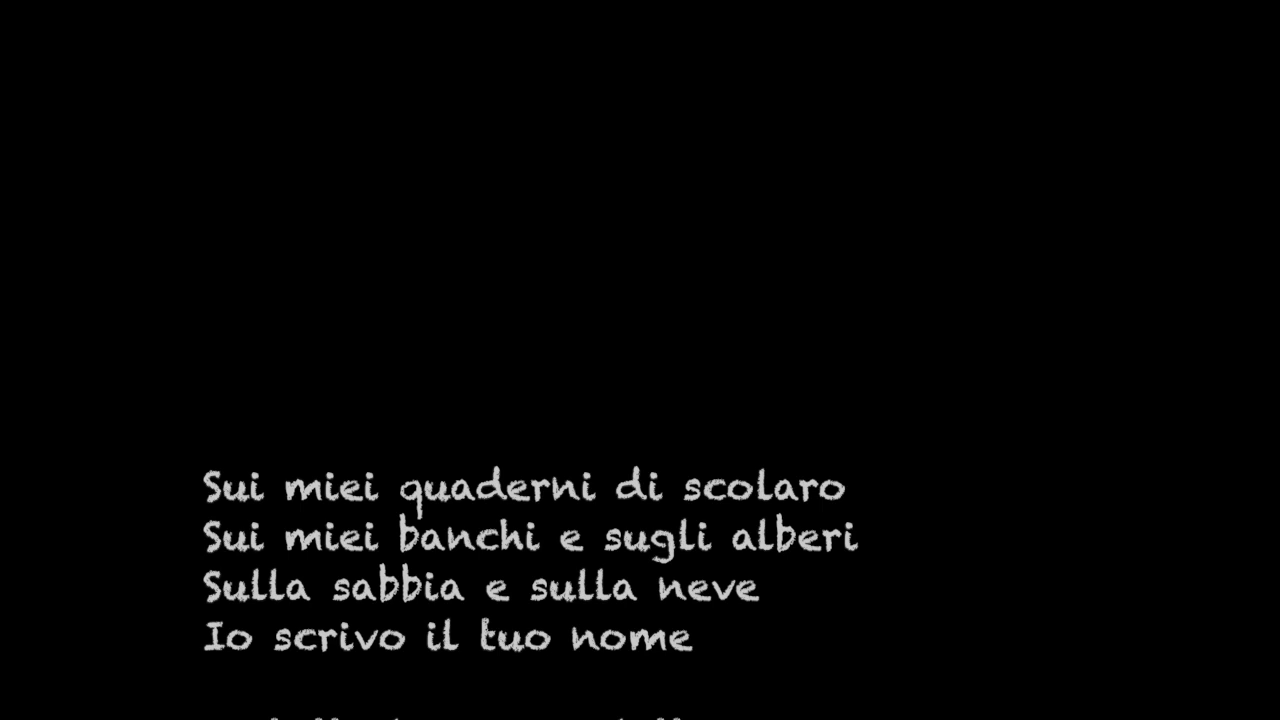 Sui miei quaderni di scolaro
Sui miei banchi e sugli alberi
Sulla sabbia e sulla neve
Io scrivo il tuo nome